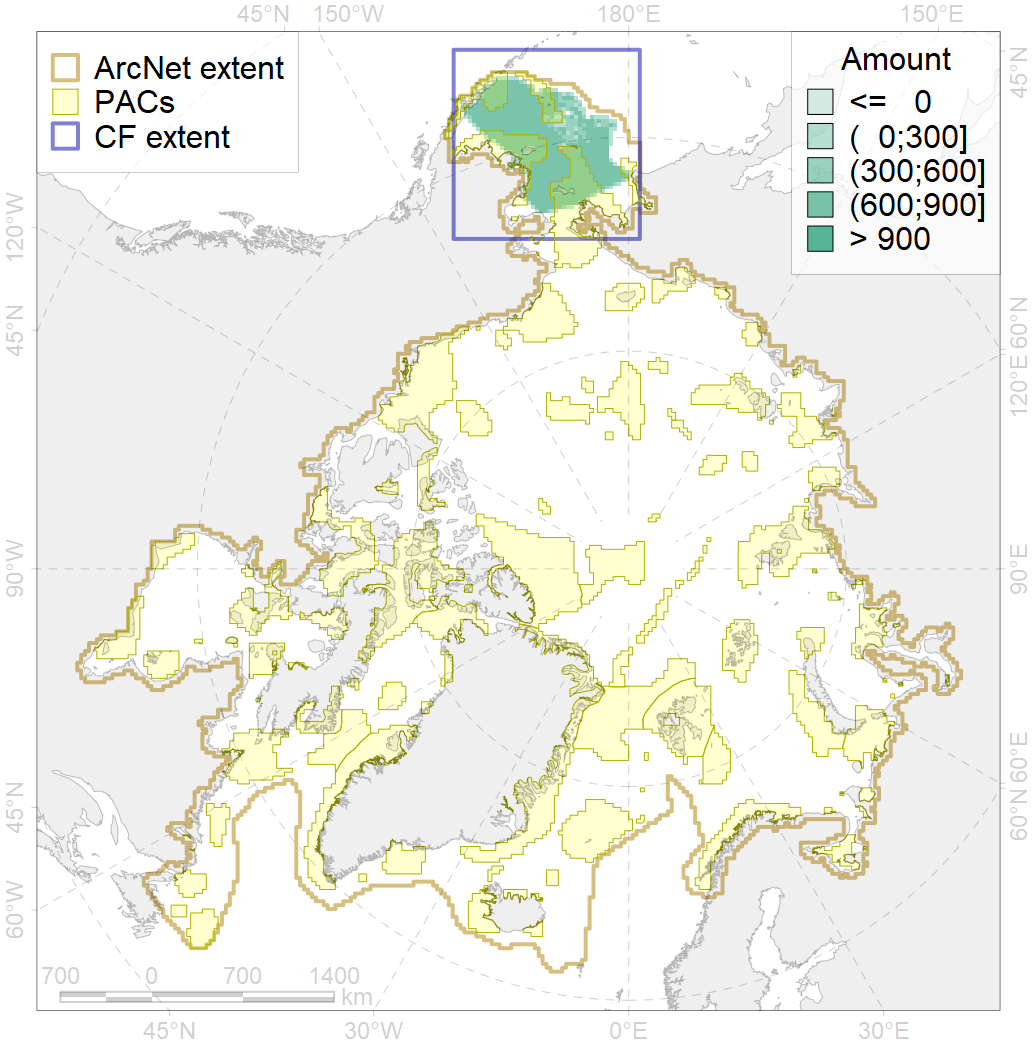 45°N 150°W 180°E 150°E
ArcNet extent
PACs
CF extent
Amount
<= 0
( 0;300]
(300;600]
(600;900]
> 900
45°N
120°W
45°N
90°W
45°N
60°W
60°N
120°E
90°E
60°E
60°N
700 0 700 1400
km
45°N 30°W 0°E 30°E